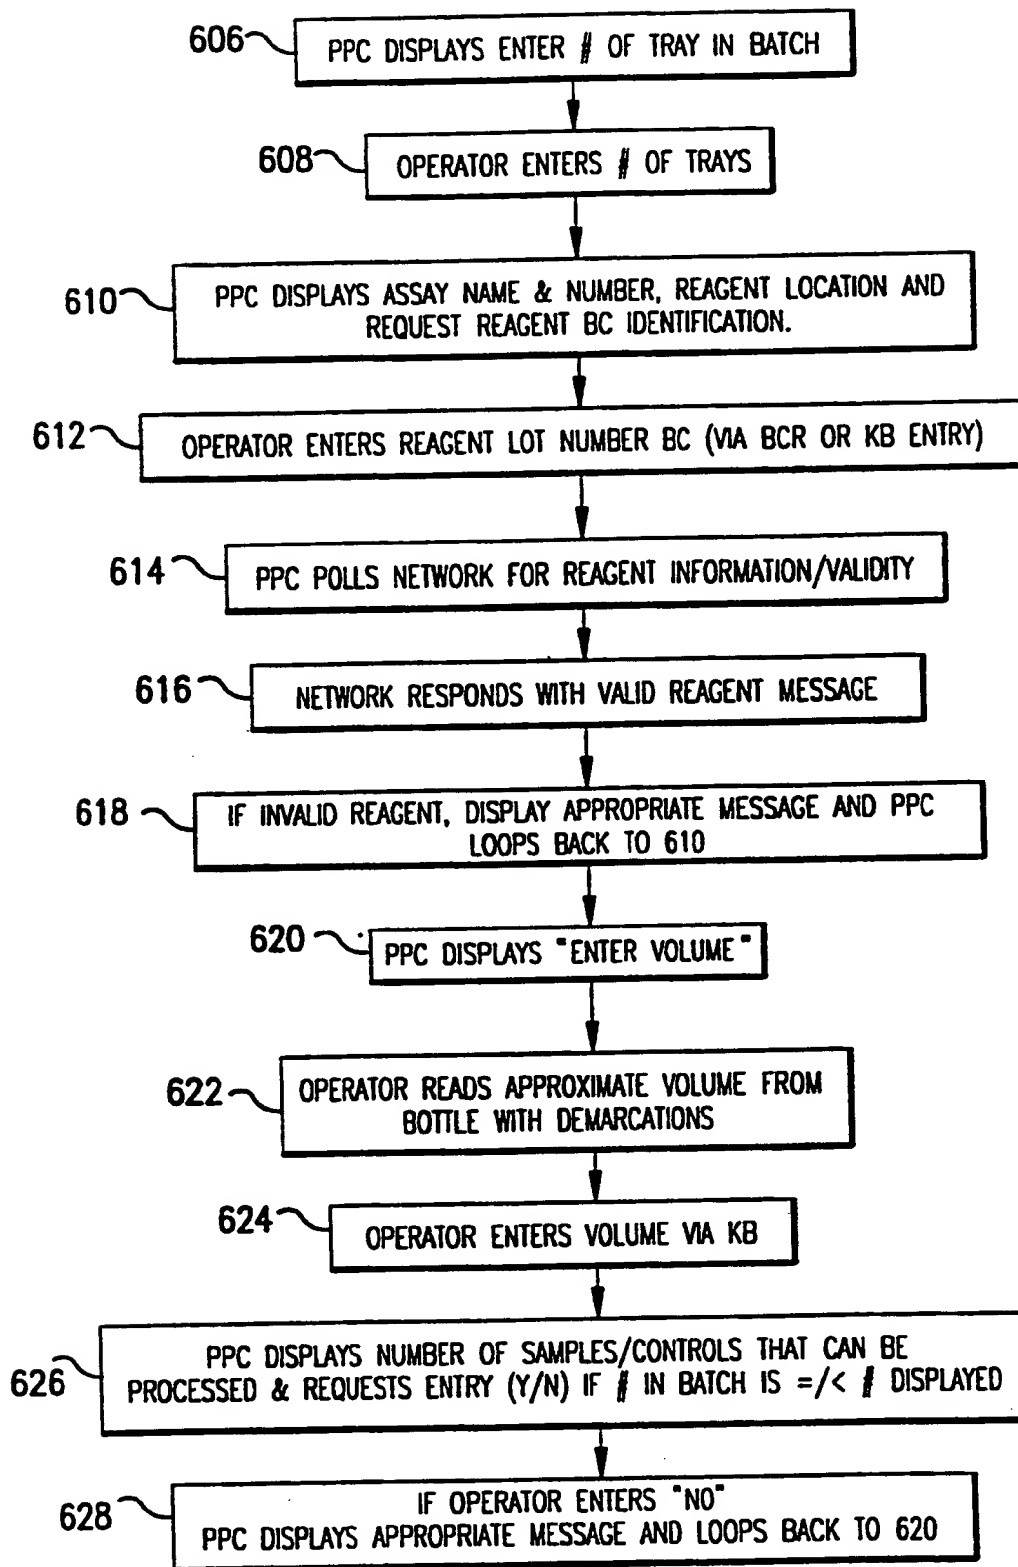 606
PPC DISPLAYS ENTER # OF TRAY IN BATCH
608
OPERATOR ENTERS # OF TRAYS
610
PPC DISPLAYS ASSAY NAME & NUMBER, REAGENT LOCATION AND
REQUEST REAGENT BC IDENTIFICATION.
612
OPERATOR ENTERS REAGENT LOT NUMBER BC (VIA BCR OR KB ENTRY)
614
PPC POLLS NETWORK FOR REAGENT INFORMATION/VALIDITY
616
NETWORK RESPONDS WITH VALID REAGENT MESSAGE
618
IF INVALID REAGENT, DISPLAY APPROPRIATE MESSAGE AND PPC
LOOPS BACK TO 610
620
PPC DISPLAYS "ENTER VOLUME"
622
OPERATOR READS APPROXIMATE VOLUME FROM
BOTTLE WITH DEMARCATIONS
624
OPERATOR ENTERS VOLUME VIA KB
626
PPC DISPLAYS NUMBER OF SAMPLES/CONTROLS THAT CAN BE
PROCESSED & REQUESTS ENTRY (Y/N) IF # IN BATCH IS =/< # DISPLAYED
628
IF OPERATOR ENTERS "NO"
PPC DISPLAYS APPROPRIATE MESSAGE AND LOOPS BACK TO 620